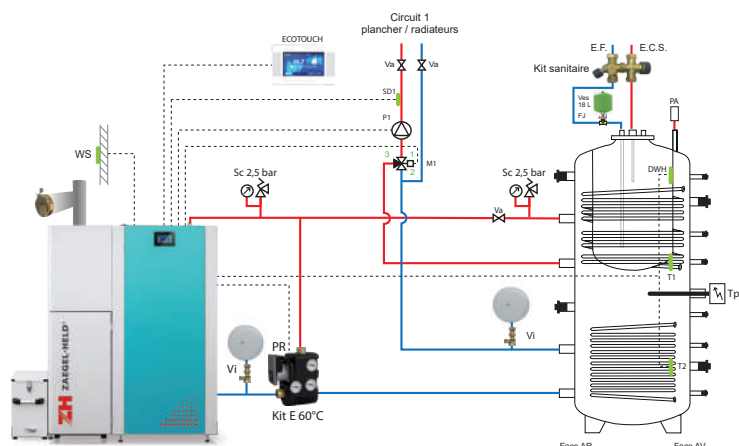 Circuit 1
plancher / radiateurs
ECOTOUCH
E.F.
E.C.S.
Kit sanitaire
Va
Va
Ves
18 L
FJ
PA
SD1
P1
WS
3
1
M1
2
DWH
Sc 2,5 bar
Sc 2,5 bar
Va
T1
Tp
ZH ZAEGEL-HELD
Vi
PR
Vi
T2
Kit E 60°C